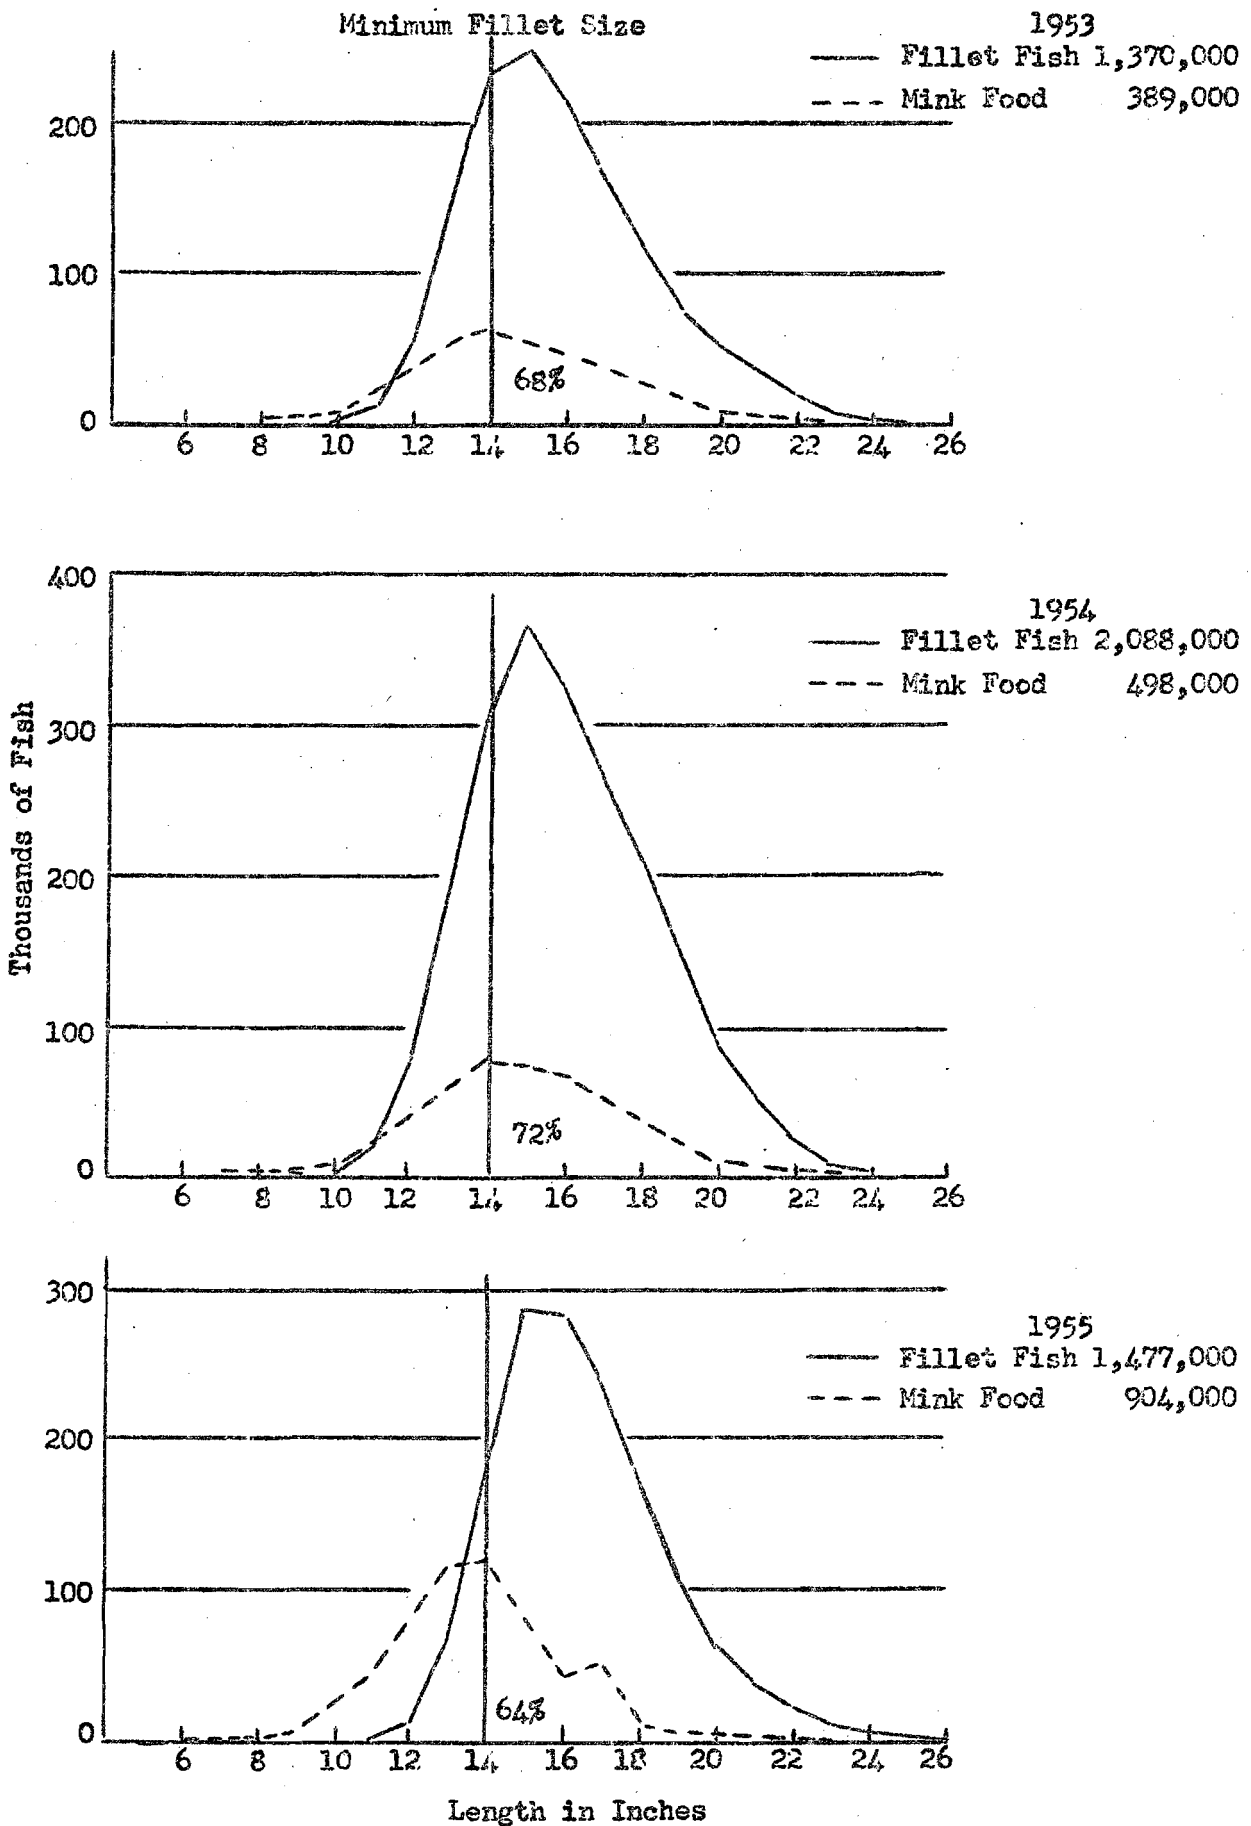 Minimum Fillet Size
1953
Fillet Fish 1,370,000
Mink Food 389,000
200
100
0
68%
6 8 10 12 14 16 18 20 22 24 26
400
1954
Fillet Fish 2,088,000
Mink Food 498,000
300
200
100
0
72%
6 8 10 12 14 16 18 20 22 24 26
Thousands of Fish
300
1955
Fillet Fish 1,477,000
Mink Food 904,000
200
100
0
64%
6 8 10 12 14 16 18 20 22 24 26
Length in Inches